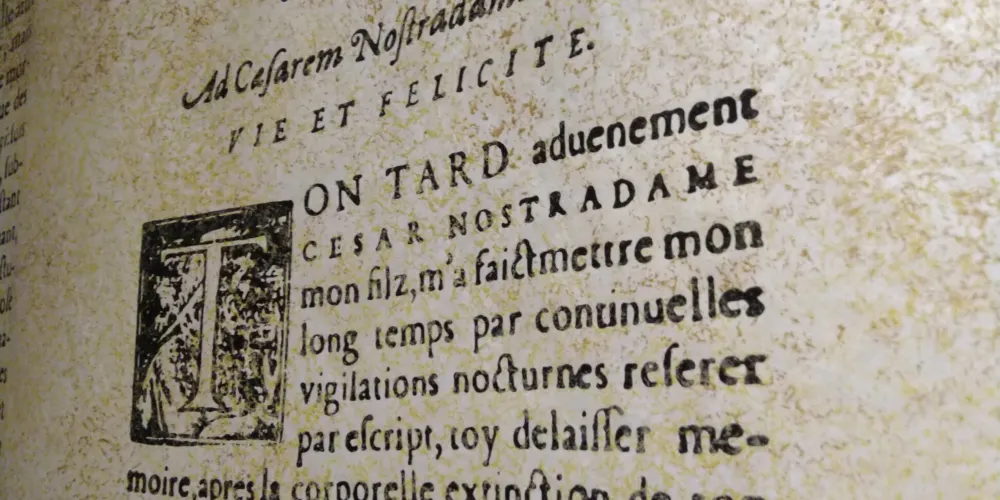 Ad Cæsarem Nostradamu
VIE ET FELICITE.
TON TARD aduenement
CESAR NOSTRADAME
mon filz, m'a faict mettre mon
long temps par continuelles
vigilations nocturnes referer
par escript, toy delaisser me-
moire, apres la corporelle extinction de